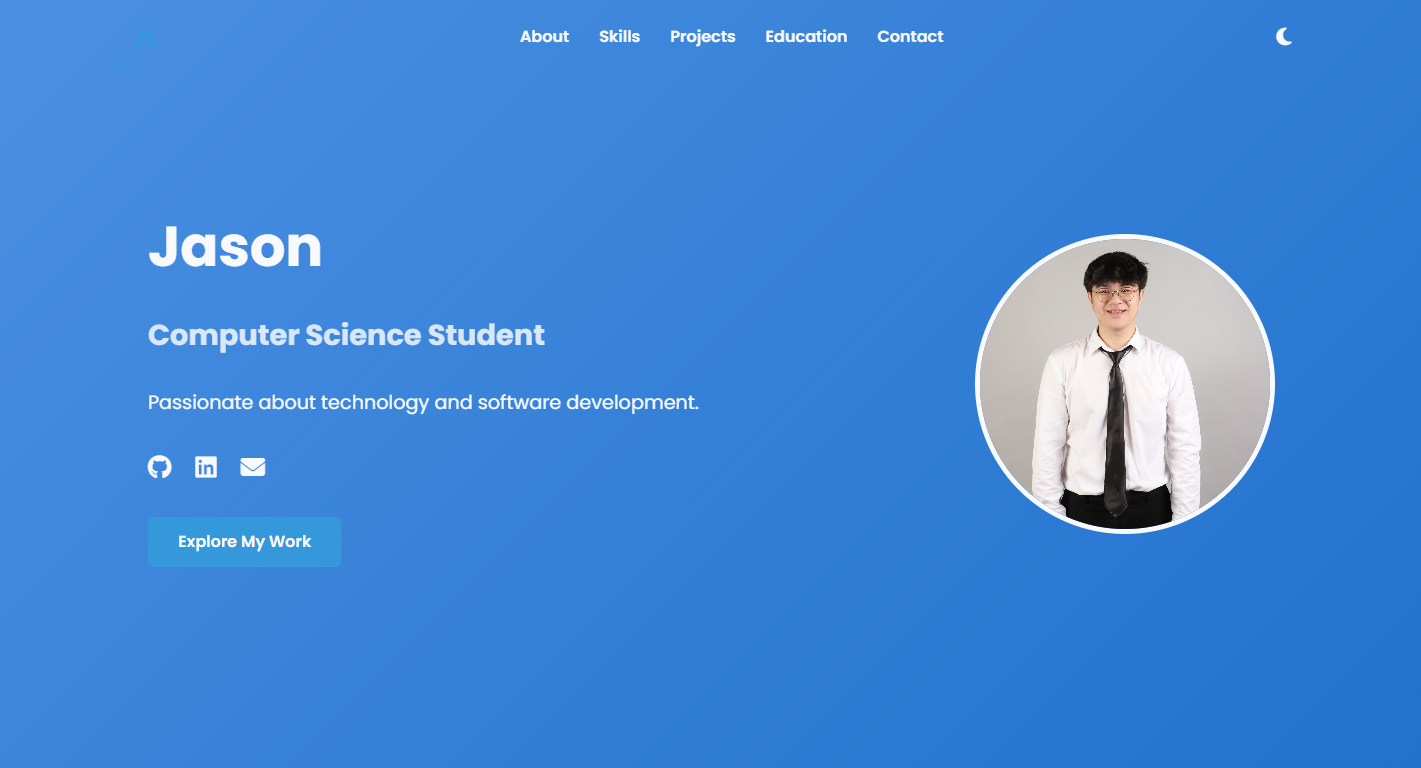 About Skills Projects Education Contact
Jason
Computer Science Student
Passionate about technology and software development.
Explore My Work